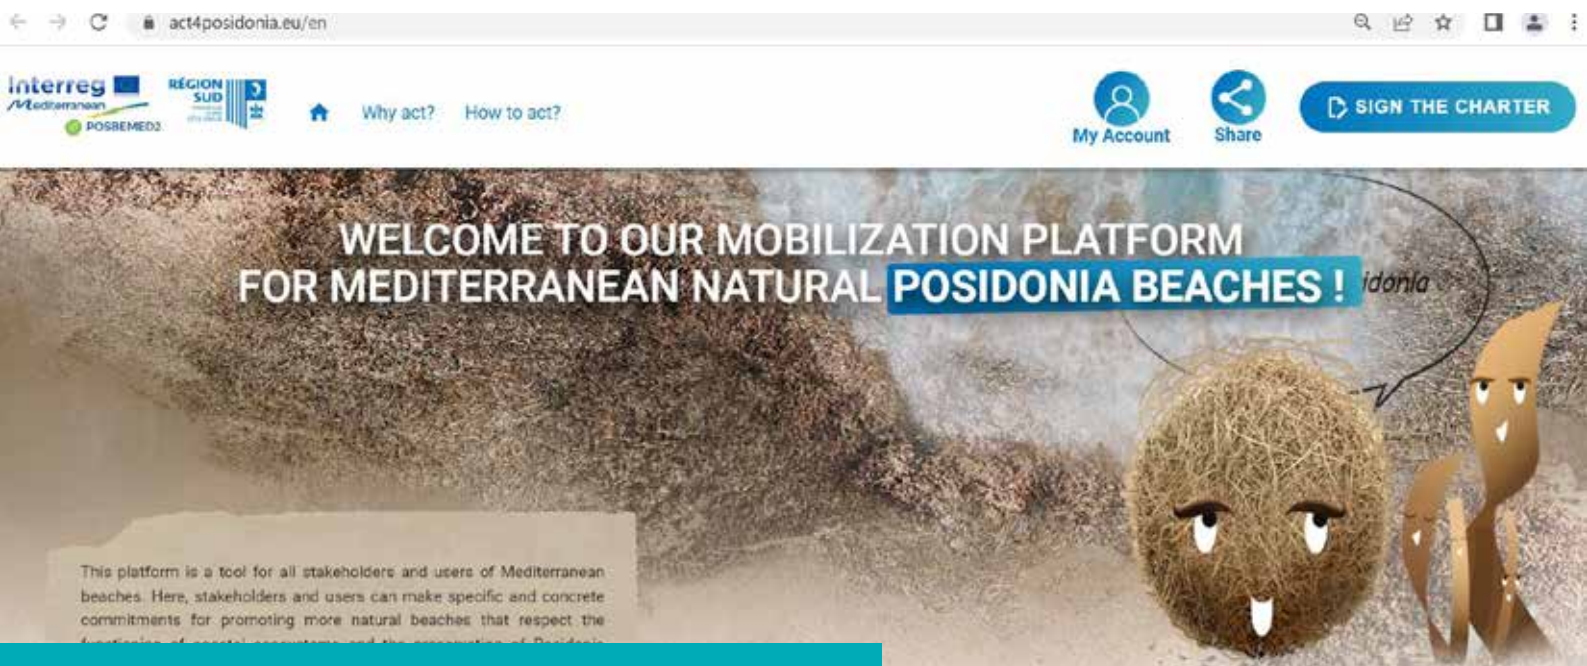 act4posidonia.eu/en
Interreg
Mediterranean
POSBEMED2
RÉGION
SUD
Why act?
How to act?
My Account
Share
SIGN THE CHARTER
WELCOME TO OUR MOBILIZATION PLATFORM
FOR MEDITERRANEAN NATURAL POSIDONIA BEACHES !
idonia
This platform is a tool for all stakeholders and users of Mediterranean
beaches. Here, stakeholders and users can make specific and concrete
commitments for promoting more natural beaches that respect the